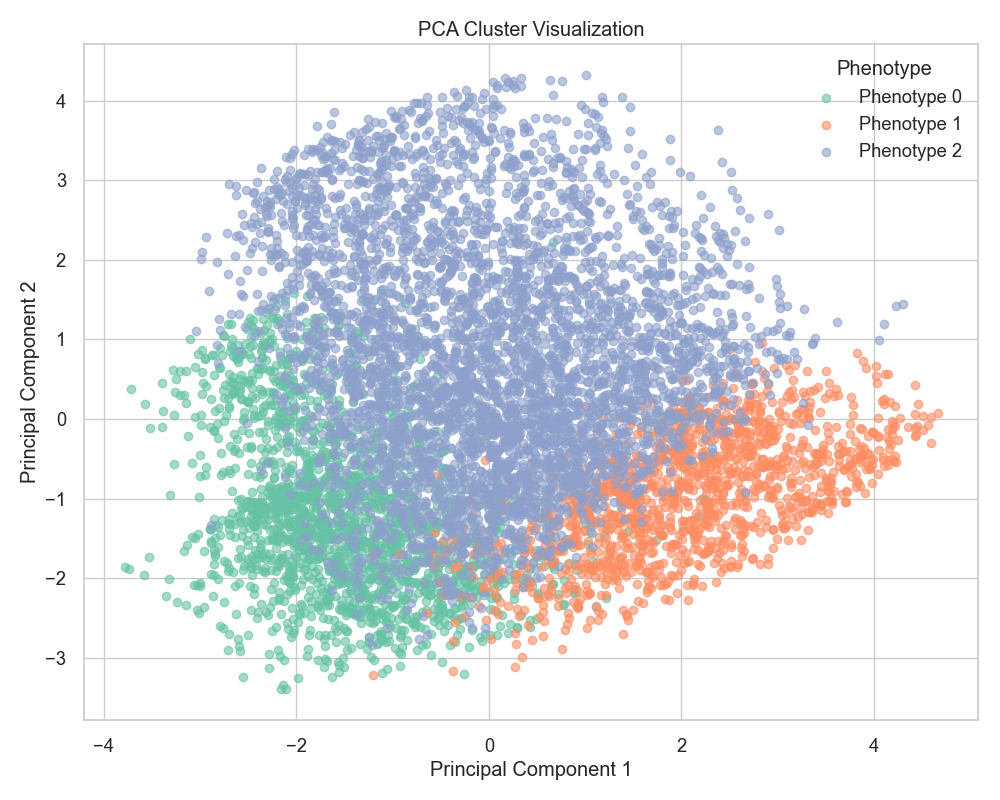 PCA Cluster Visualization
Phenotype
Phenotype 0
Phenotype 1
Phenotype 2
Principal Component 2
4
3
2
1
0
−1
−2
−3
−4
−2
0
2
4
Principal Component 1